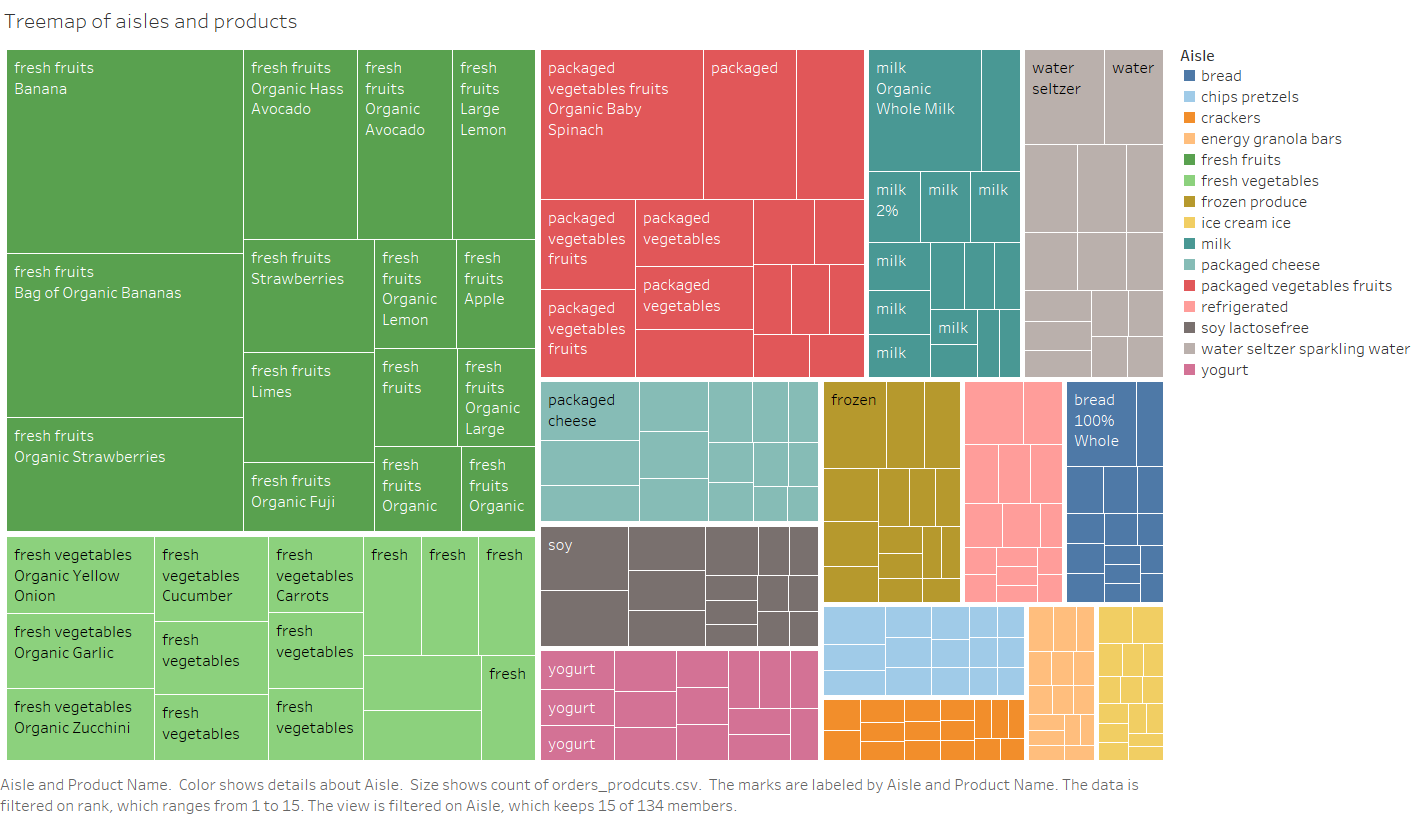 Treemap of aisles and products
fresh fruits
Banana
fresh fruits
Organic Hass
Avocado
fresh
fruits
Organic
Avocado
fresh
fruits
Large
Lemon
fresh fruits
Bag of Organic Bananas
fresh fruits
Strawberries
fresh
fruits
Organic
Lemon
fresh
fruits
Apple
fresh fruits
Limes
fresh
fruits
fresh
fruits
Organic
Large
fresh fruits
Organic Strawberries
fresh fruits
Organic Fuji
fresh
fruits
Organic
fresh
fruits
Organic
fresh vegetables
Organic Yellow
Onion
fresh
vegetables
Cucumber
fresh
vegetables
Carrots
fresh
fresh
fresh
fresh vegetables
Organic Garlic
fresh
vegetables
fresh
vegetables
fresh
fresh vegetables
Organic Zucchini
fresh
vegetables
fresh
vegetables
packaged
vegetables fruits
Organic Baby
Spinach
packaged
packaged
vegetables
fruits
packaged
vegetables
packaged
vegetables
packaged
vegetables
fruits
milk
Organic
Whole Milk
milk
2%
milk
milk
milk
milk
milk
milk
water
seltzer
water
packaged
cheese
soy
yogurt
yogurt
yogurt
frozen
bread
100%
Whole
Aisle
bread
chips pretzels
crackers
energy granola bars
fresh fruits
fresh vegetables
frozen produce
ice cream ice
milk
packaged cheese
packaged vegetables fruits
refrigerated
soy lactosefree
water seltzer sparkling water
yogurt
Aisle and Product Name.  Color shows details about Aisle.  Size shows count of orders_prodcuts.csv.  The marks are labeled by Aisle and Product Name. The data is
filtered on rank, which ranges from 1 to 15. The view is filtered on Aisle, which keeps 15 of 134 members.